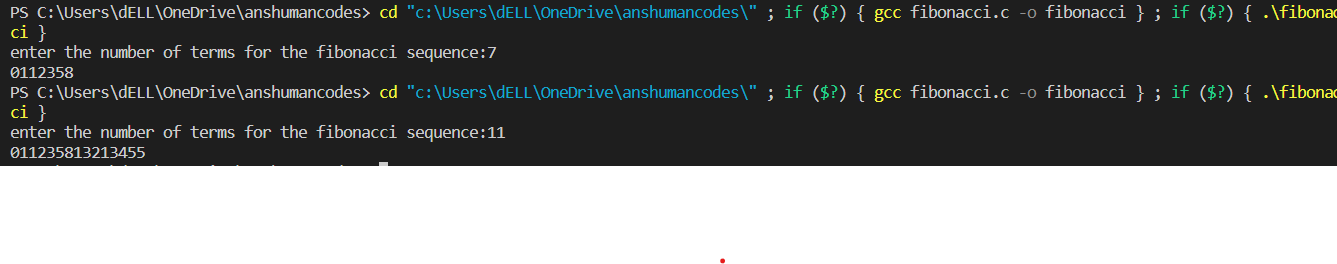 PS C:\Users\dELL\OneDrive\anshumancodes> cd "c:\Users\dELL\OneDrive\anshumancodes\" ; if ($?) { gcc fibonacci.c -o fibonacci } ; if ($?) { .\fibonac
ci }
enter the number of terms for the fibonacci sequence:7
0112358
PS C:\Users\dELL\OneDrive\anshumancodes> cd "c:\Users\dELL\OneDrive\anshumancodes\" ; if ($?) { gcc fibonacci.c -o fibonacci } ; if ($?) { .\fibonac
ci }
enter the number of terms for the fibonacci sequence:11
011235813213455